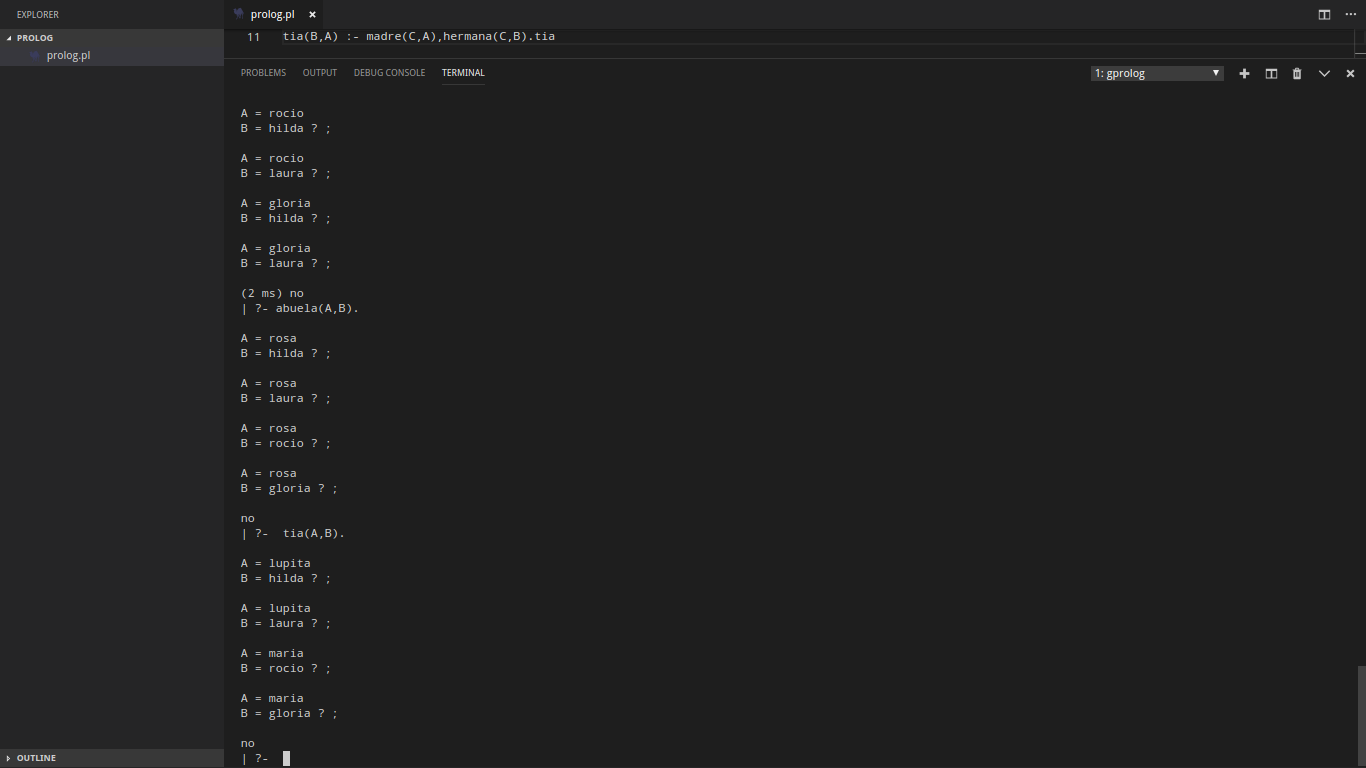 EXPLORER
PROLOG
prolog.pl
OUTLINE
prolog.pl
11 tia(B,A) :- madre(C,A),hermana(C,B).tia
PROBLEMS OUTPUT DEBUG CONSOLE TERMINAL 1: gprolog
A = rocio
B = hilda ? ;
A = rocio
B = laura ? ;
A = gloria
B = hilda ? ;
A = gloria
B = laura ? ;
(2 ms) no
| ?- abuela(A,B).
A = rosa
B = hilda ? ;
A = rosa
B = laura ? ;
A = rosa
B = rocio ? ;
A = rosa
B = gloria ? ;
no
| ?-  tia(A,B).
A = lupita
B = hilda ? ;
A = lupita
B = laura ? ;
A = maria
B = rocio ? ;
A = maria
B = gloria ? ;
no
| ?-